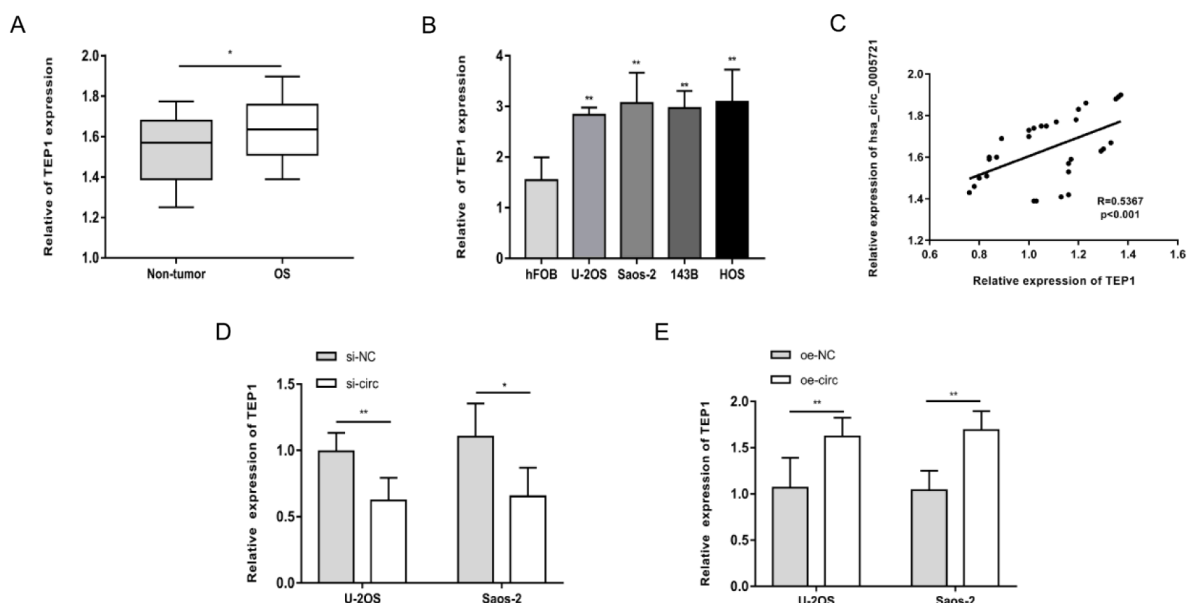 A
Relative of TEP1 expression
2.0
1.8
1.6
1.4
1.2
1.0
*
Non-tumor OS
B
Relative of TEP1 expression
4
3
2
1
0
** ** ** **
hFOB U-2OS Saos-2 143B HOS
C
Relative expression of hsa_circ_0005721
2.0
1.8
1.6
1.4
1.2
R=0.5367
p<0.001
0.6 0.8 1.0 1.2 1.4 1.6
Relative expression of TEP1
D
si-NC
si-circ
Relative expression of TEP1
1.5
1.0
0.5
0.0
** *
U-2OS Saos-2
E
oe-NC
oe-circ
Relative expression of TEP1
2.0
1.5
1.0
0.5
0.0
** **
U-2OS Saos-2